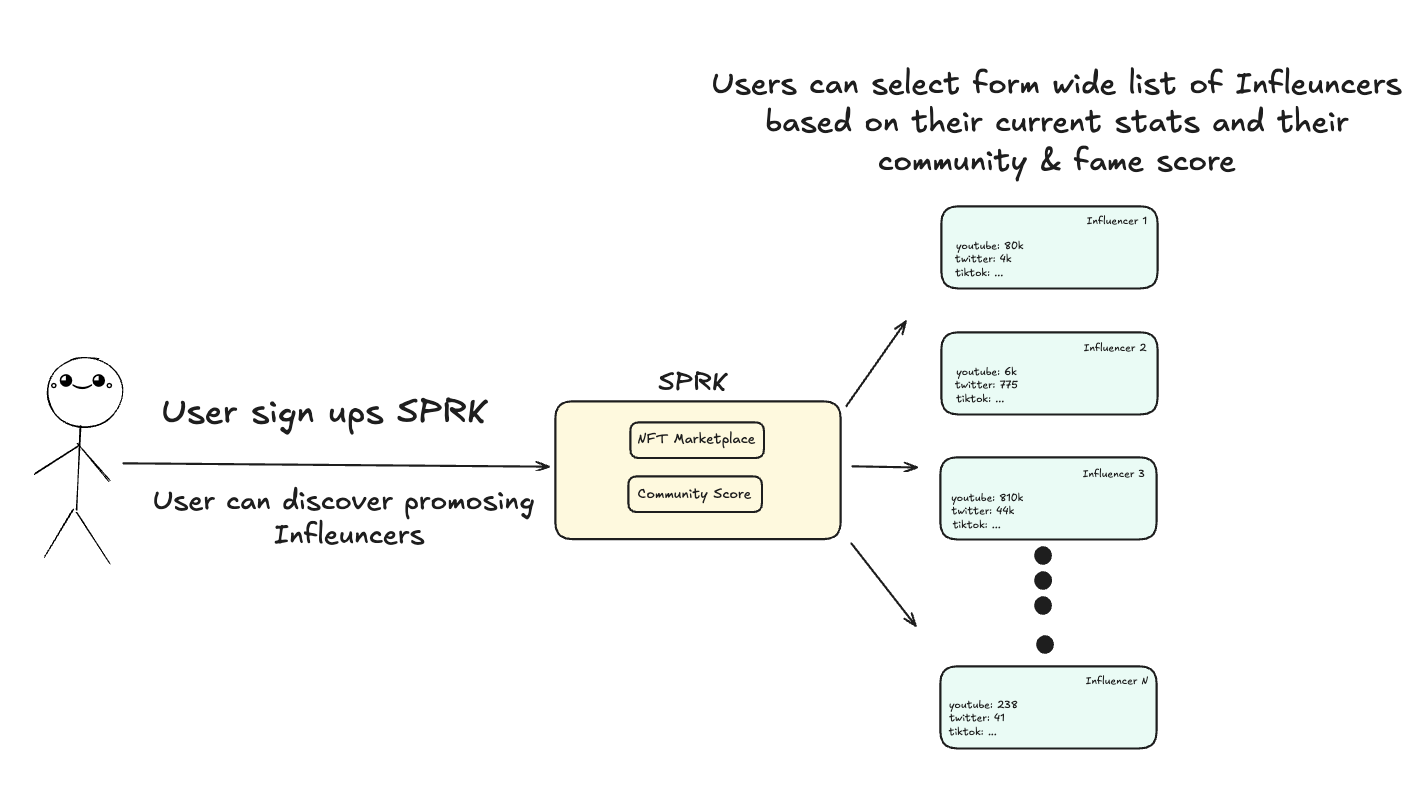 Users can select form wide list of Infleuncers
based on their current stats and their
community & fame score
User sign ups SPRK
User can discover promosing
Infleuncers
SPRK
NFT Marketplace
Community Score
Influencer 1
youtube: 80k
twitter: 4k
tiktok: ...
Influencer 2
youtube: 6k
twitter: 775
tiktok: ...
Influencer 3
youtube: 810k
twitter: 44k
tiktok: ...
Influencer N
youtube: 238
twitter: 41
tiktok: ...